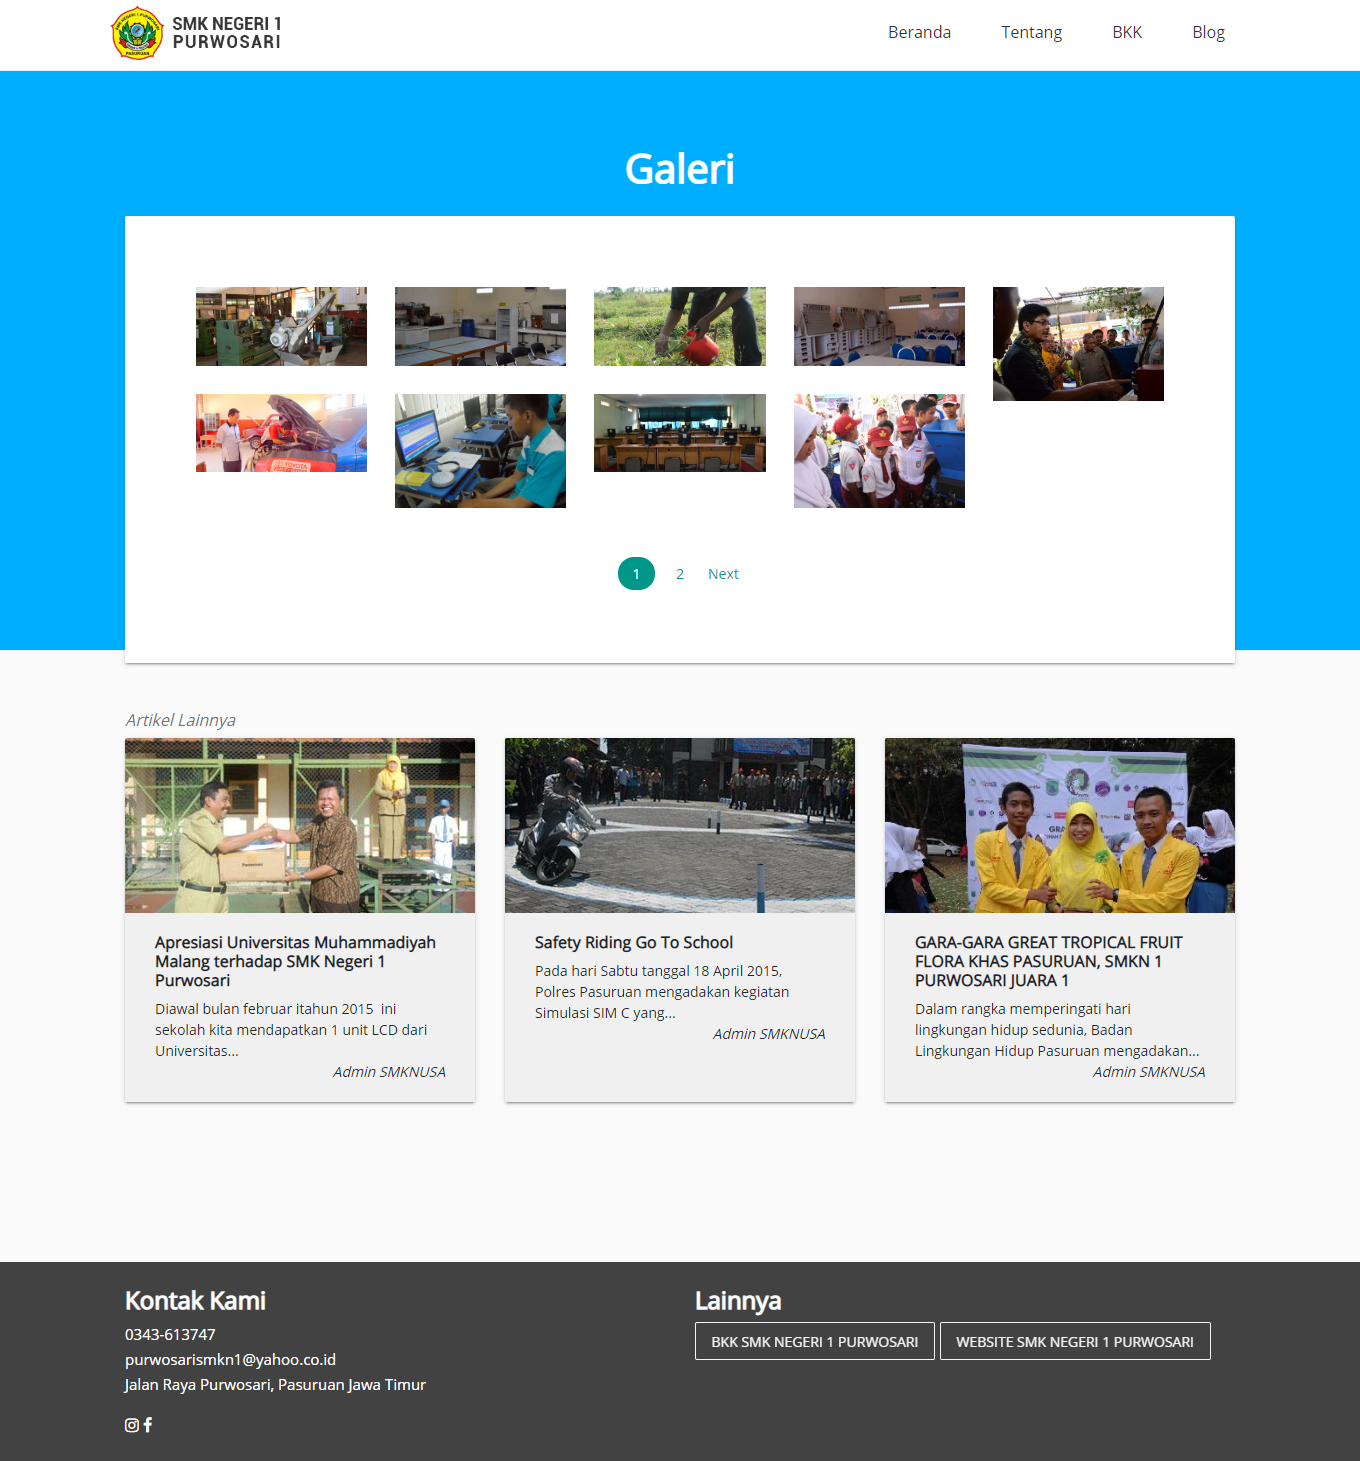 SMK NEGERI 1
PURWOSARI
Beranda
Tentang
BKK
Blog
Galeri
1
2
Next
Artikel Lainnya
Apresiasi Universitas Muhammadiyah
Malang terhadap SMK Negeri 1
Purwosari
Diawal bulan februar itahun 2015  ini
sekolah kita mendapatkan 1 unit LCD dari
Universitas...
Admin SMKNUSA
Safety Riding Go To School
Pada hari Sabtu tanggal 18 April 2015,
Polres Pasuruan mengadakan kegiatan
Simulasi SIM C yang...
Admin SMKNUSA
GARA-GARA GREAT TROPICAL FRUIT
FLORA KHAS PASURUAN, SMKN 1
PURWOSARI JUARA 1
Dalam rangka memperingati hari
lingkungan hidup sedunia, Badan
Lingkungan Hidup Pasuruan mengadakan...
Admin SMKNUSA
Kontak Kami
0343-613747
purwosarismkn1@yahoo.co.id
Jalan Raya Purwosari, Pasuruan Jawa Timur
Lainnya
BKK SMK NEGERI 1 PURWOSARI
WEBSITE SMK NEGERI 1 PURWOSARI